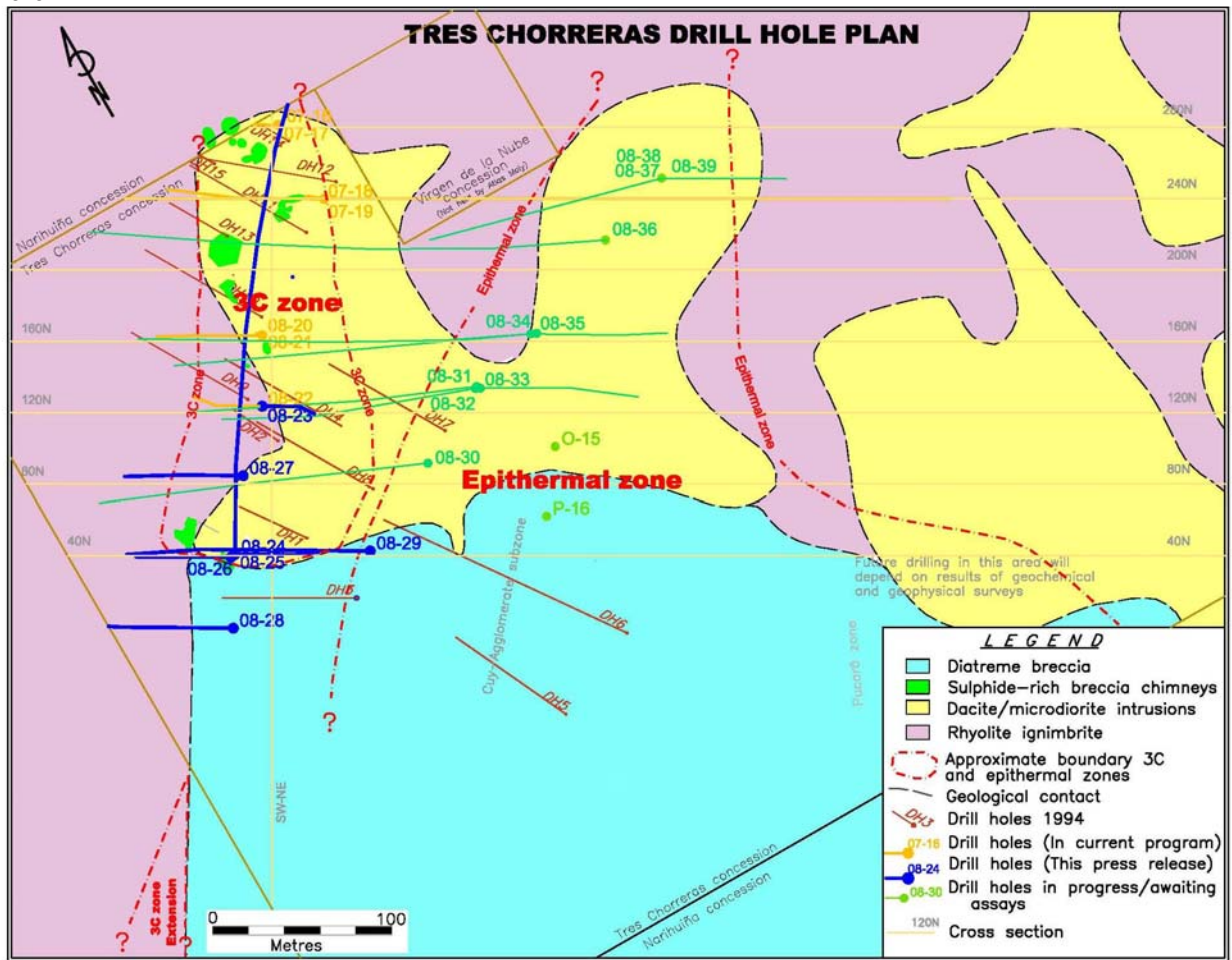 TRES CHORRERAS DRILL HOLE PLAN
?
?
?
?
280N
07-17
DH12
DH15
07-18
07-19
Virgen de la Nube
concession
(Not held by Atlas Moly)
08-38
08-37
08-39
240N
Narihuiña concession
Tres Chorreras concession
DH13
08-36
Epithermal zone
200N
3C zone
160N
08-20
08-21
08-34
08-35
160N
3C zone
3C zone
Epithermal zone
08-31
08-33
08-32
120N
08-22
08-23
DH4
DH7
120N
DH2
08-30
O-15
80N
08-27
Epithermal zone
80N
P-16
DH1
40N
08-24
08-25
08-26
08-29
40N
Future drilling in this area will
depend on results of geochemical
and geophysical surveys
Cuy-Agglomerate subzone
DH6
08-28
DH5
Pucará zone
?
SW-NE
3C zone
Extension
?
?
0
100
Metres
Tres Chorreras concession
Narihuiña concession
LEGEND
Diatreme breccia
Sulphide-rich breccia chimneys
Dacite/microdiorite intrusions
Rhyolite ignimbrite
Approximate boundary 3C
and epithermal zones
Geological contact
DH3 Drill holes 1994
07-16 Drill holes (In current program)
08-24 Drill holes (This press release)
08-30 Drill holes in progress/awaiting
assays
120N Cross section